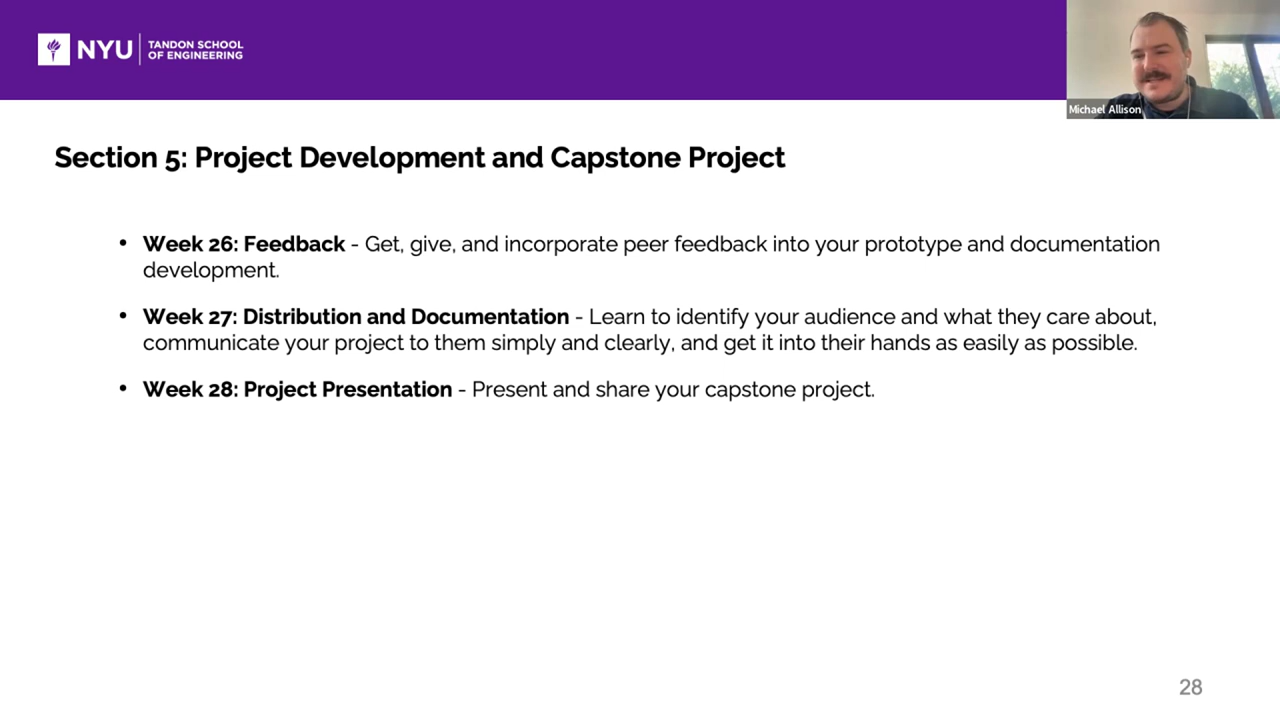 NYU
TANDON SCHOOL
OF ENGINEERING
Michael Allison
Section 5: Project Development and Capstone Project
• Week 26: Feedback - Get, give, and incorporate peer feedback into your prototype and documentation
development.
• Week 27: Distribution and Documentation - Learn to identify your audience and what they care about,
communicate your project to them simply and clearly, and get it into their hands as easily as possible.
• Week 28: Project Presentation - Present and share your capstone project.
28